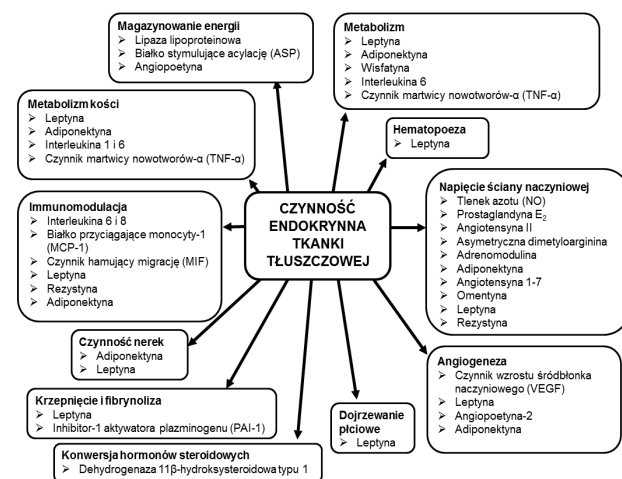 Magazynowanie energii
➢ Lipaza lipoproteinowa
➢ Białko stymulujące acylację (ASP)
➢ Angiopoetyna
Metabolizm
➢ Leptyna
➢ Adiponektyna
➢ Wisfatyna
➢ Interleukina 6
➢ Czynnik martwicy nowotworów-α (TNF-α)
Metabolizm kości
➢ Leptyna
➢ Adiponektyna
➢ Interleukina 1 i 6
➢ Czynnik martwicy nowotworów-α (TNF-α)
Hematopoeza
➢ Leptyna
CZYNNOŚĆ
ENDOKRYNNA
TKANKI
TŁUSZCZOWEJ
Napięcie ściany naczyniowej
➢ Tlenek azotu (NO)
➢ Prostaglandyna E₂
➢ Angiotensyna II
➢ Asymetryczna dimetyloarginina
➢ Adrenomodulina
➢ Adiponektyna
➢ Angiotensyna 1-7
➢ Omentyna
➢ Leptyna
➢ Rezystyna
Immunomodulacja
➢ Interleukina 6 i 8
➢ Białko przyciągające monocyty-1
(MCP-1)
➢ Czynnik hamujący migrację (MIF)
➢ Leptyna
➢ Rezystyna
➢ Adiponektyna
Czynność nerek
➢ Adiponektyna
➢ Leptyna
Angiogeneza
➢ Czynnik wzrostu śródbłonka
naczyniowego (VEGF)
➢ Leptyna
➢ Angiopoetyna-2
➢ Adiponektyna
Krzepnięcie i fibrynoliza
➢ Leptyna
➢ Inhibitor-1 aktywatora plazminogenu (PAI-1)
Dojrzewanie
płciowe
➢ Leptyna
Konwersja hormonów steroidowych
➢ Dehydrogenaza 11β-hydroksysteroidowa typu 1